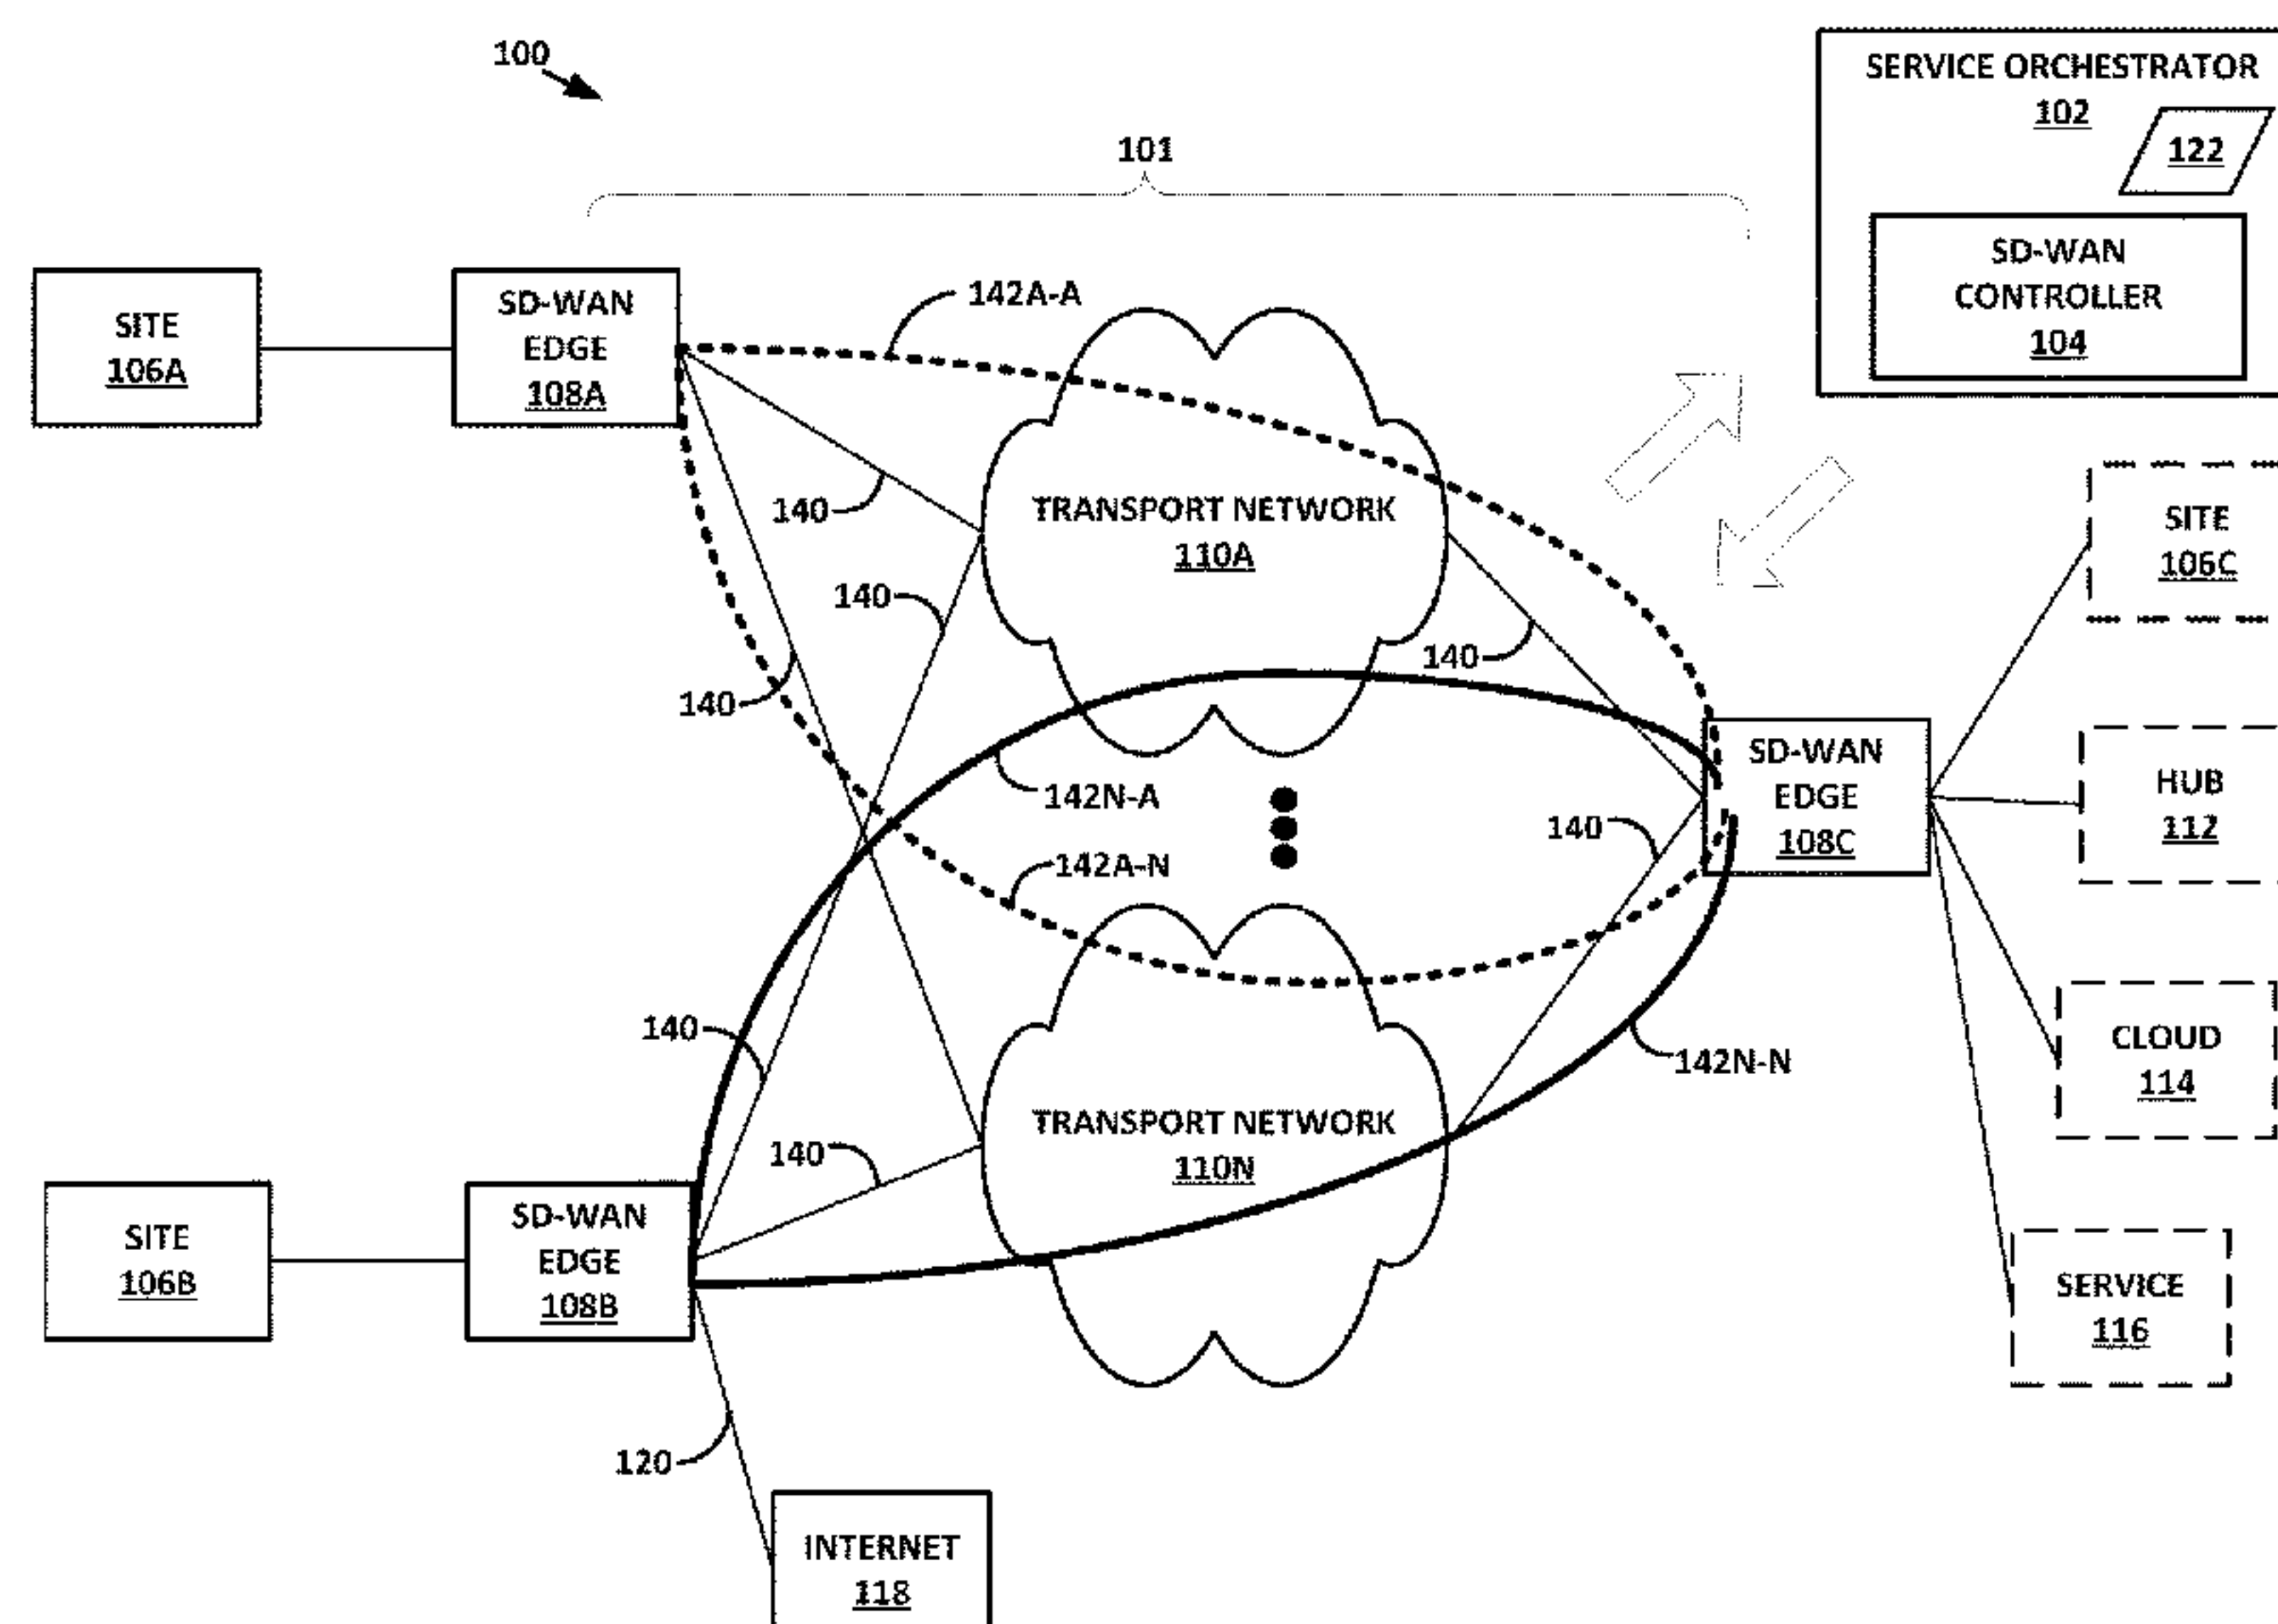 100
SERVICE ORCHESTRATOR
102
122
101
SD-WAN
CONTROLLER
104
SITE
106A
SD-WAN
EDGE
108A
142A-A
140
TRANSPORT NETWORK
110A
140
140
140
SITE
106C
142N-A
SD-WAN
EDGE
108C
HUB
112
140
142A-N
140
CLOUD
114
142N-N
140
TRANSPORT NETWORK
110N
SITE
106B
SD-WAN
EDGE
108B
SERVICE
116
120
INTERNET
118